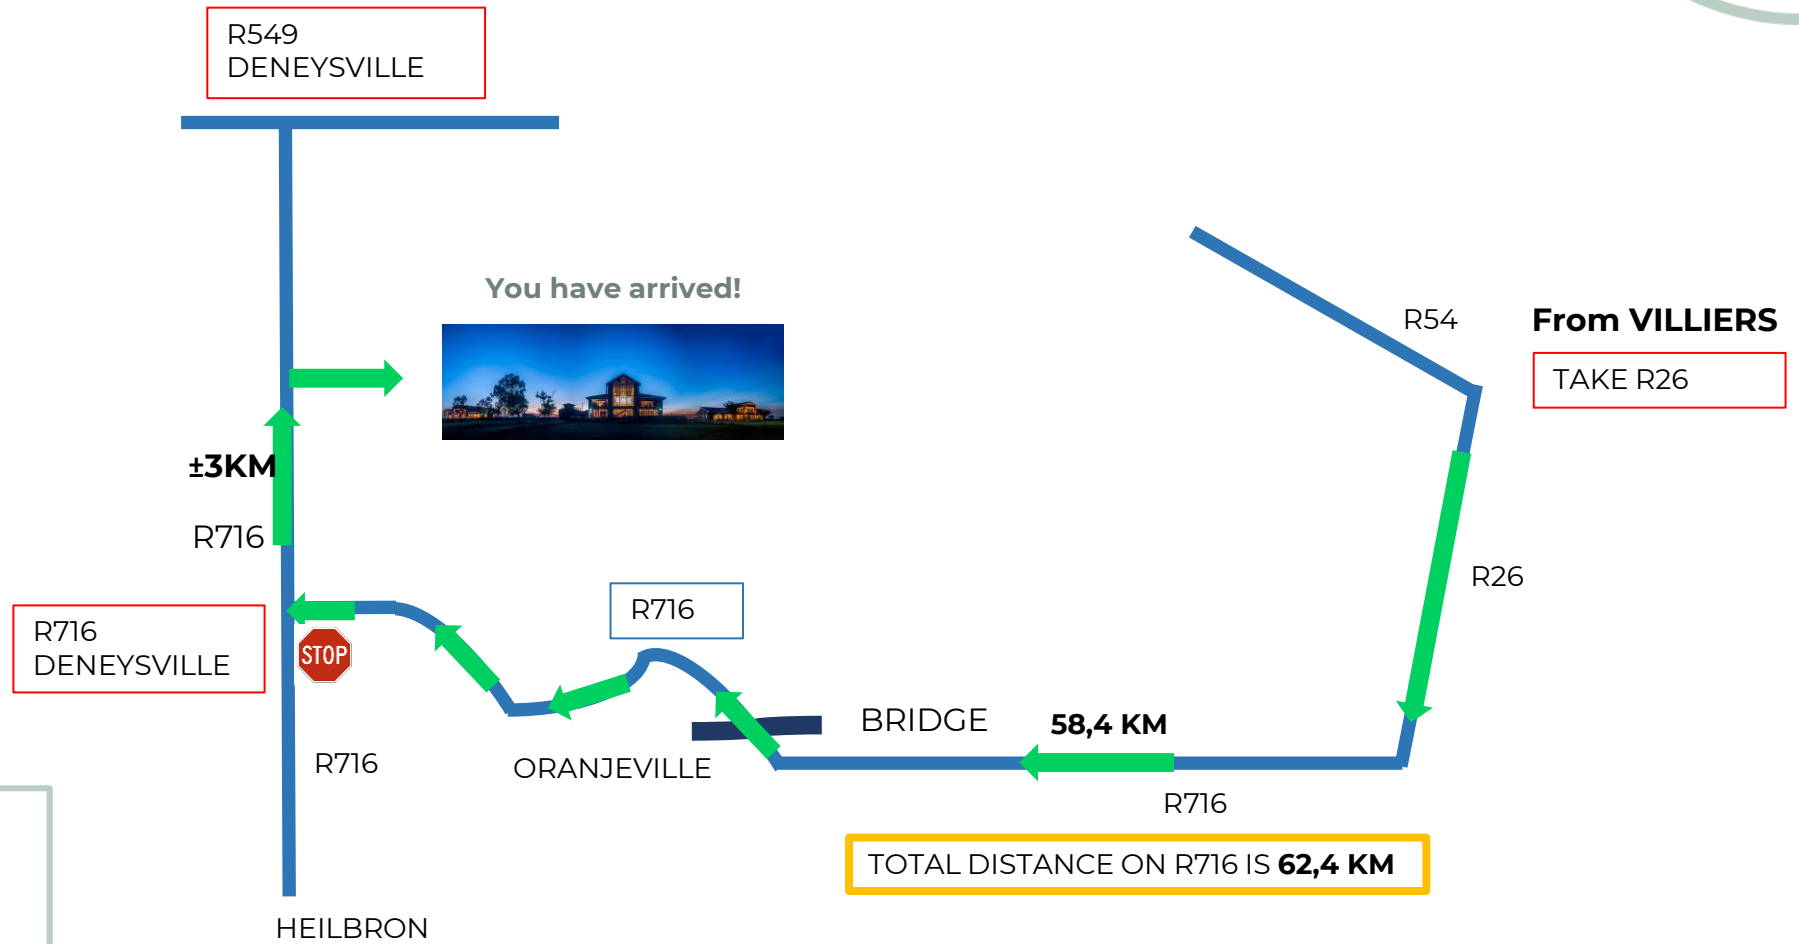 R549
DENEYSVILLE
You have arrived!
R54
From VILLIERS
TAKE R26
±3KM
R716
R26
R716
R716
DENEYSVILLE
STOP
BRIDGE
58,4 KM
R716
ORANJEVILLE
R716
TOTAL DISTANCE ON R716 IS 62,4 KM
HEILBRON